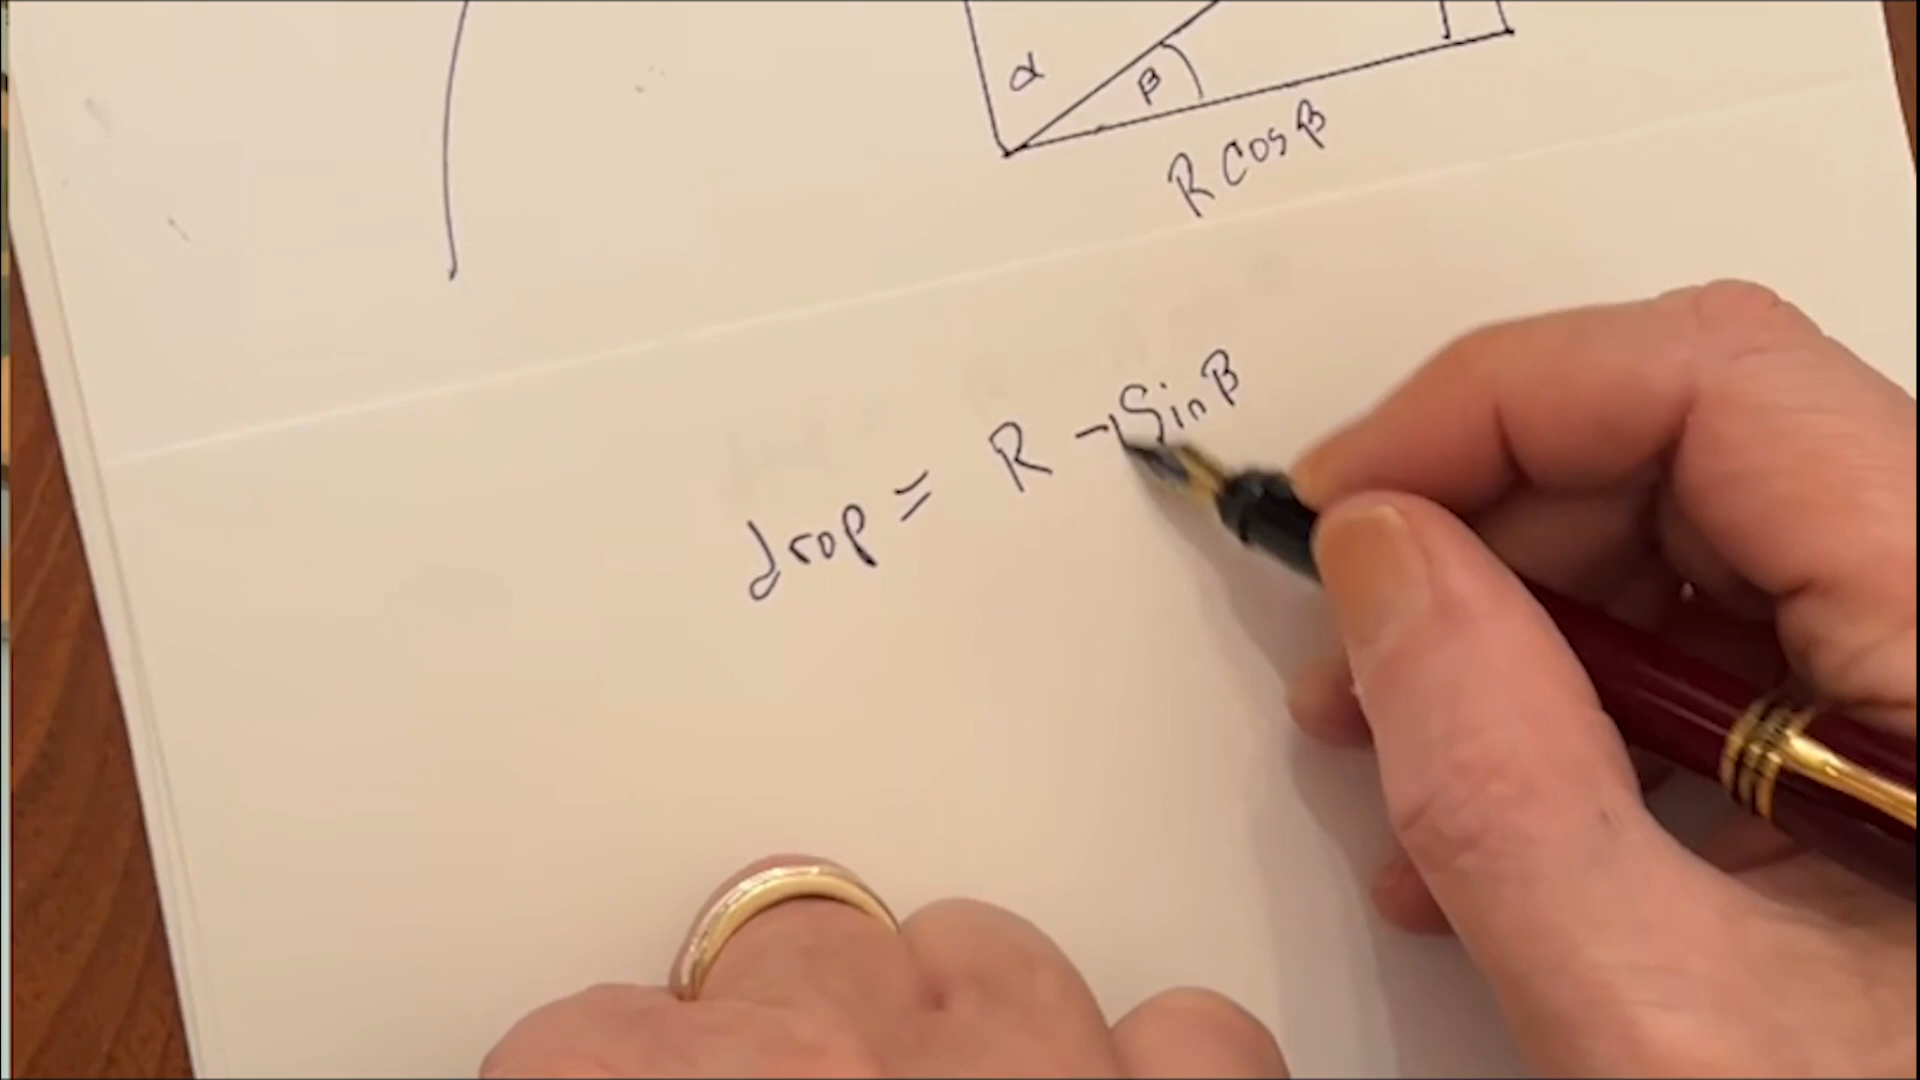 α
β
R cos β
drop = R - Sin β